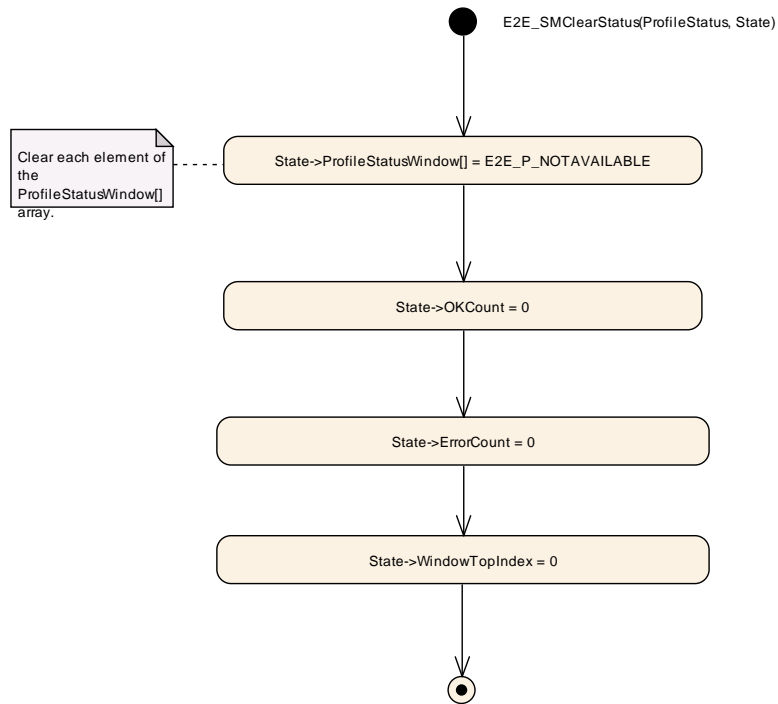 E2E_SMClearStatus(ProfileStatus, State)
Clear each element of
the
ProfileStatusWindow[]
array.
State->ProfileStatusWindow[] = E2E_P_NOTAVAILABLE
State->OKCount = 0
State->ErrorCount = 0
State->WindowTopIndex = 0